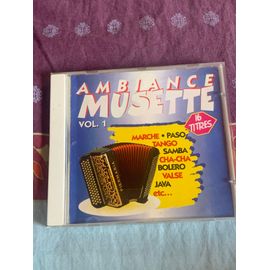 AMBIANCE
MUSETTE
VOL. 1
16
TITRES
MARCHE • PASO
TANGO
SAMBA
CHA-CHA
BOLERO
VALSE
JAVA
etc...